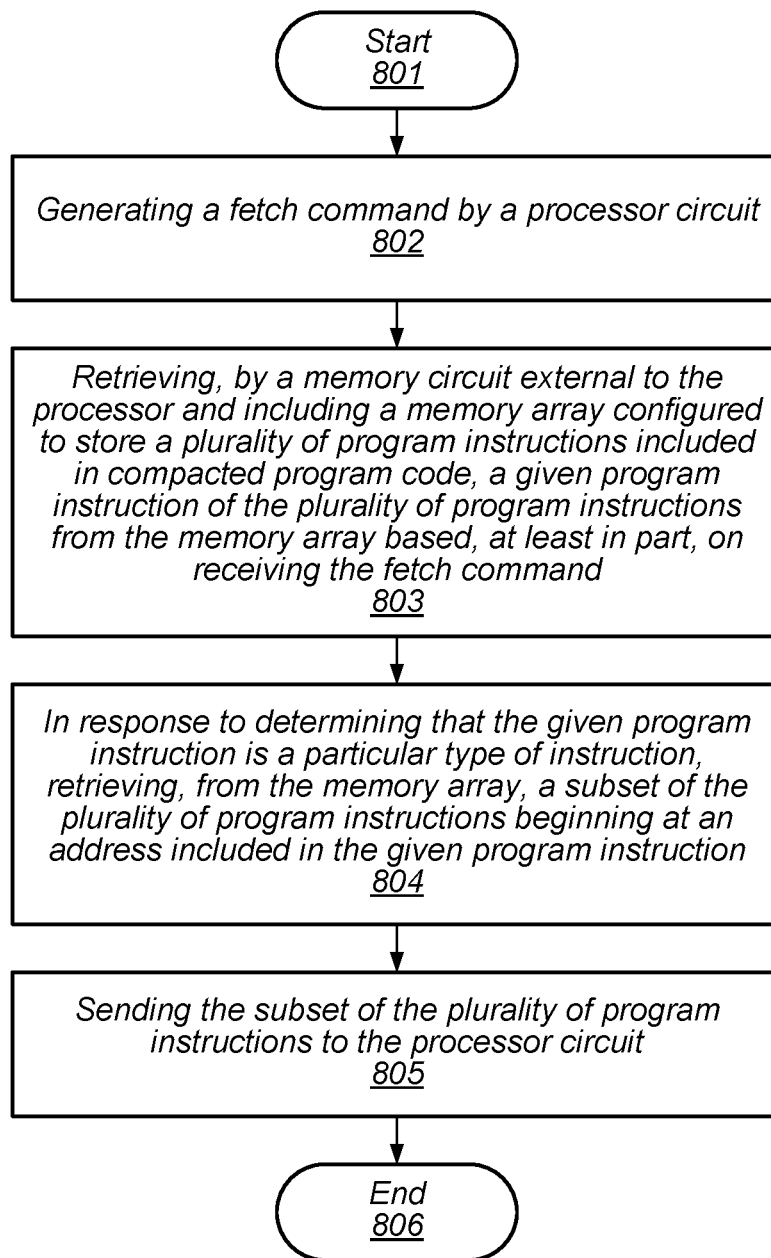 Start
801
Generating a fetch command by a processor circuit
802
Retrieving, by a memory circuit external to the
processor and including a memory array configured
to store a plurality of program instructions included
in compacted program code, a given program
instruction of the plurality of program instructions
from the memory array based, at least in part, on
receiving the fetch command
803
In response to determining that the given program
instruction is a particular type of instruction,
retrieving, from the memory array, a subset of the
plurality of program instructions beginning at an
address included in the given program instruction
804
Sending the subset of the plurality of program
instructions to the processor circuit
805
End
806